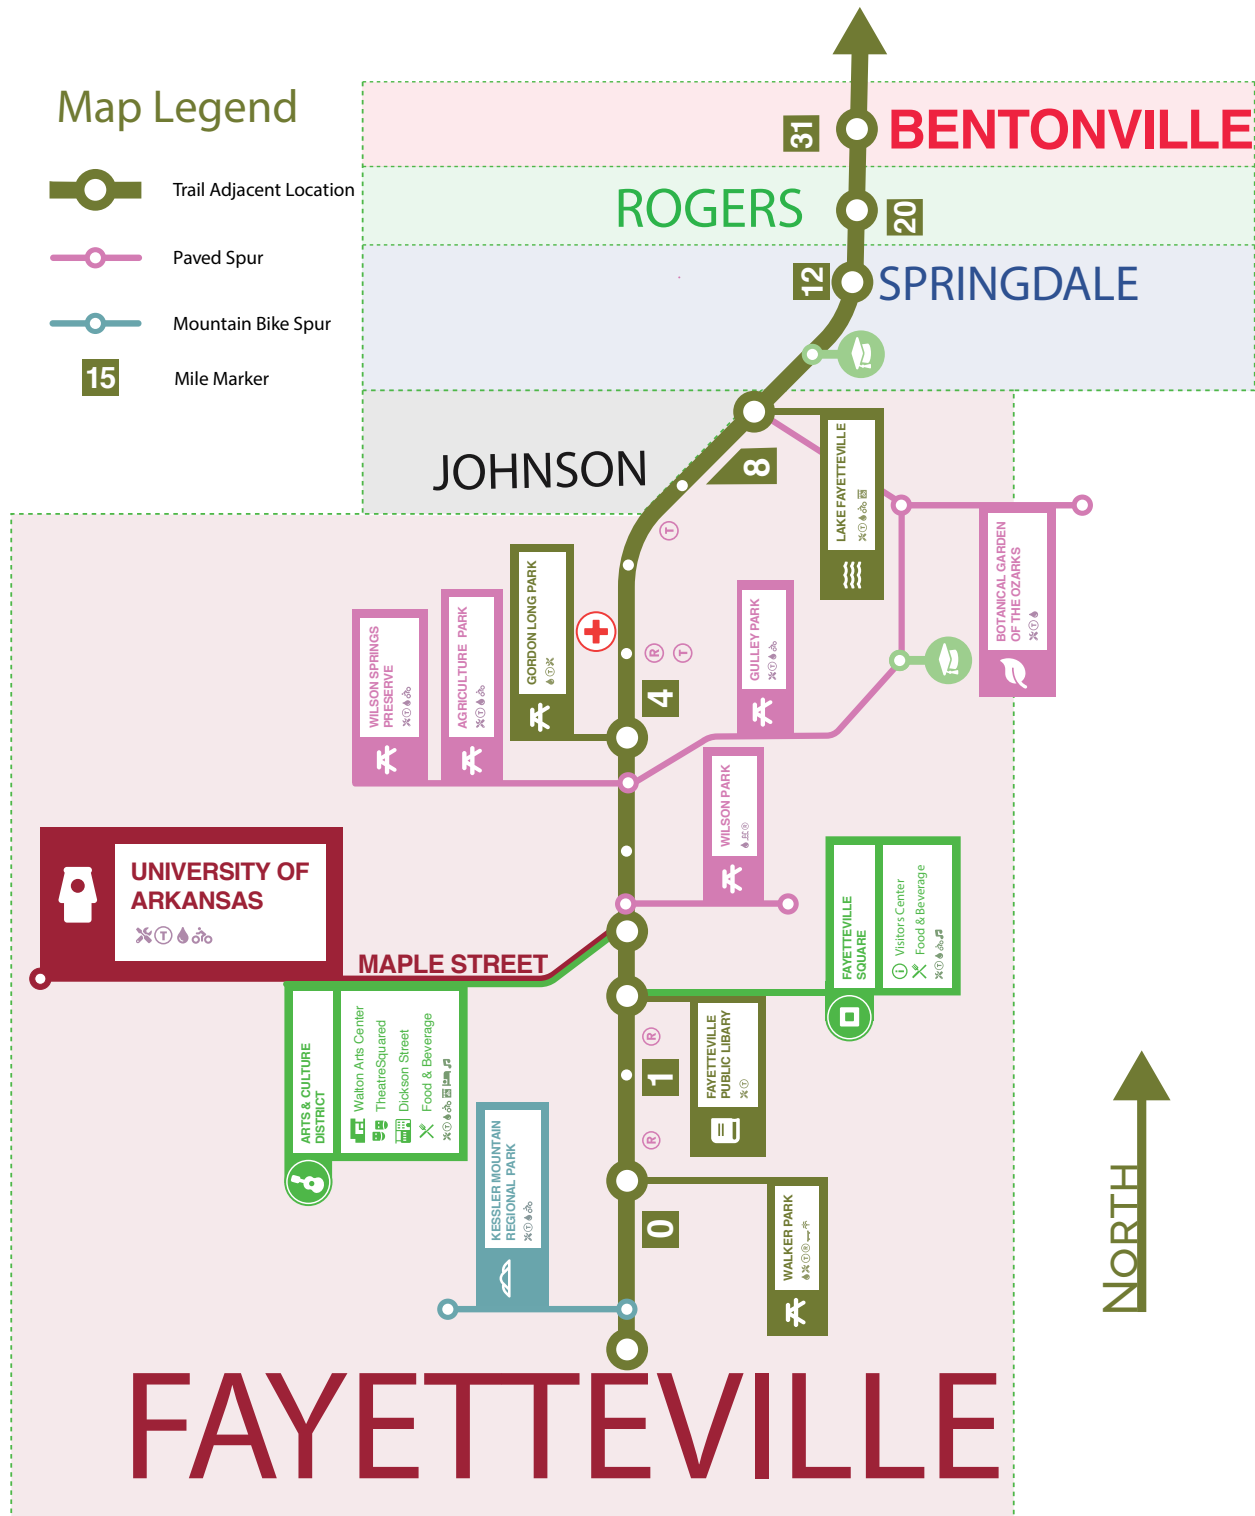 Map Legend
Trail Adjacent Location
Paved Spur
Mountain Bike Spur
15
Mile Marker
31
BENTONVILLE
ROGERS
20
12
SPRINGDALE
JOHNSON
8
LAKE FAYETTEVILLE
T
BOTANICAL GARDEN
OF THE OZARKS
T
T
GORDON LONG PARK
T
WILSON SPRINGS
PRESERVE
T
AGRICULTURE PARK
T
R
T
GULLEY PARK
T
4
WILSON PARK
UNIVERSITY OF
ARKANSAS
T
MAPLE STREET
FAYETTEVILLE
SQUARE
i
Visitors Center
Food & Beverage
T
ARTS & CULTURE
DISTRICT
Walton Arts Center
TheatreSquared
Dickson Street
Food & Beverage
T
R
1
FAYETTEVILLE
PUBLIC LIBARY
T
R
KESSLER MOUNTAIN
REGIONAL PARK
T
0
WALKER PARK
T
R
NORTH
FAYETTEVILLE